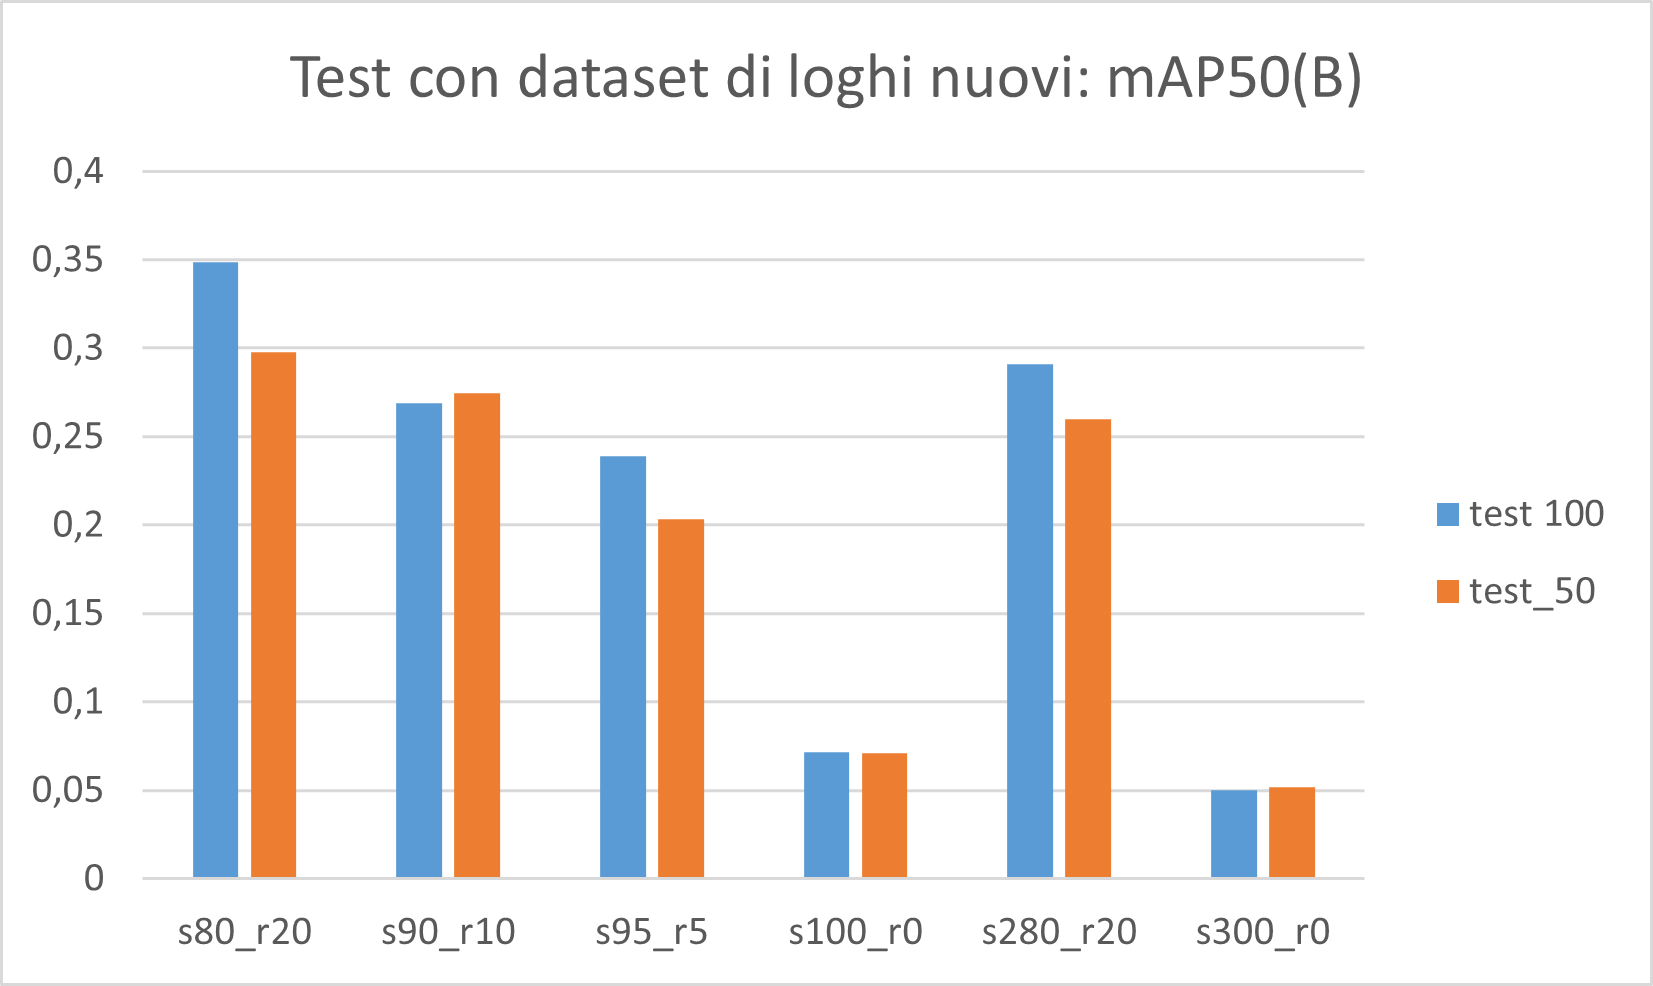 Test con dataset di loghi nuovi: mAP50(B)
0,4
0,35
0,3
0,25
0,2
0,15
0,1
0,05
0
s80_r20
s90_r10
s95_r5
s100_r0
s280_r20
s300_r0
test 100
test_50